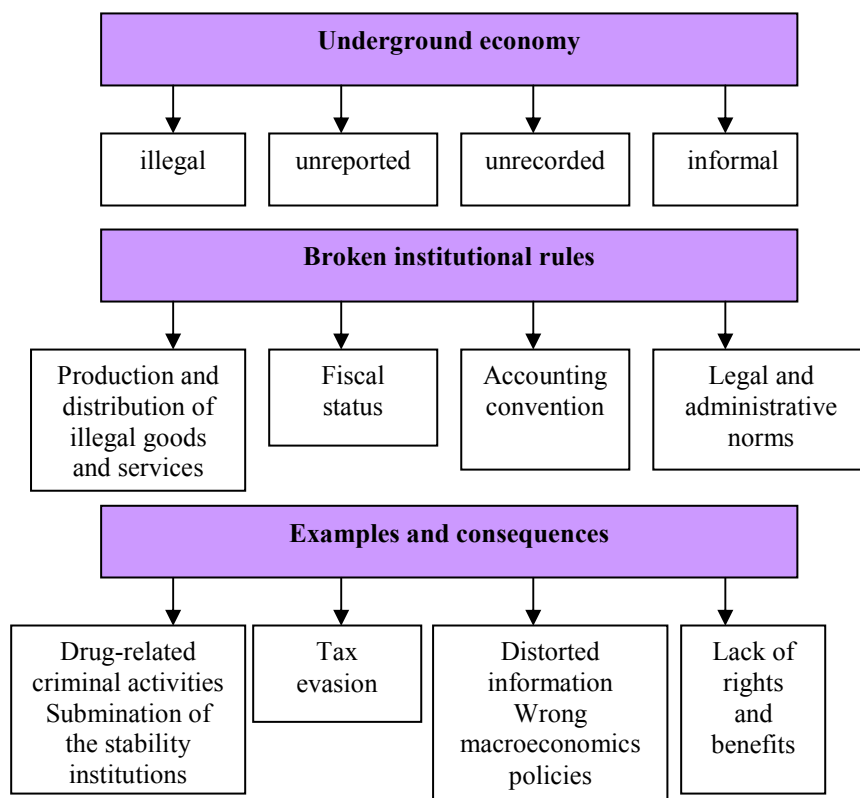 Underground economy
illegal
unreported
unrecorded
informal
Broken institutional rules
Production and
distribution of
illegal goods
and services
Fiscal
status
Accounting
convention
Legal and
administrative
norms
Examples and consequences
Drug-related
criminal activities
Submination of
the stability
institutions
Tax
evasion
Distorted
information
Wrong
macroeconomics
policies
Lack of
rights
and
benefits